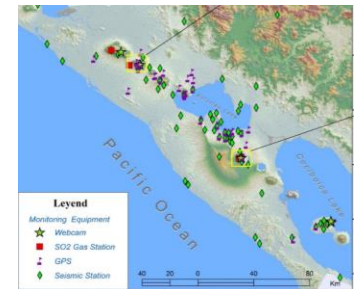 Pacific Ocean
Legend
Monitoring Equipment
Webcam
SO2 Gas Station
GPS
Seismic Station
40 20 0 40 80
Km